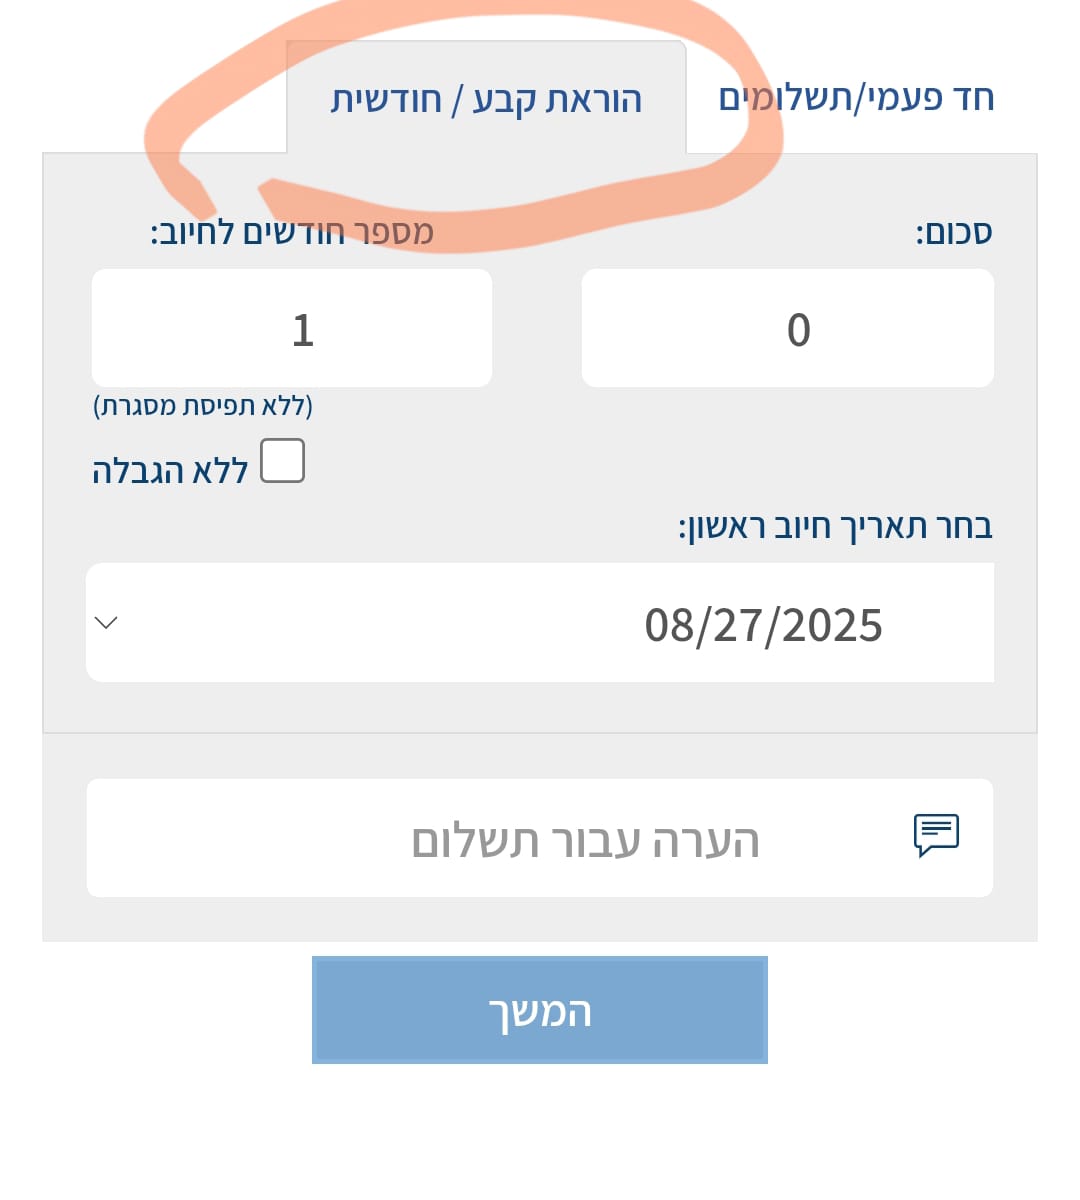 חד פעמי/תשלומים
הוראת קבע / חודשית
סכום:
מספר חודשים לחיוב:
0
1
(ללא תפיסת מסגרת)
ללא הגבלה
בחר תאריך חיוב ראשון:
08/27/2025
הערה עבור תשלום
המשך